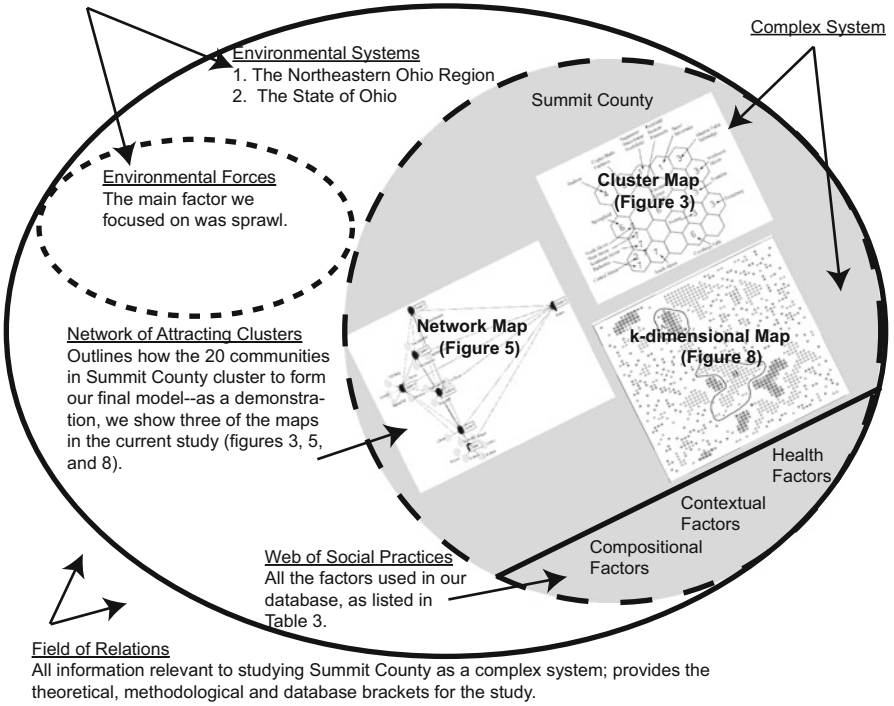 Complex System
Environmental Systems
1. The Northeastern Ohio Region
2. The State of Ohio
Summit County
Environmental Forces
The main factor we
focused on was sprawl.
Cluster Map
(Figure 3)
Network Map
(Figure 5)
k-dimensional Map
(Figure 8)
Network of Attracting Clusters
Outlines how the 20 communities
in Summit County cluster to form
our final model--as a demonstra-
tion, we show three of the maps
in the current study (figures 3, 5,
and 8).
Health
Factors
Contextual
Factors
Compositional
Factors
Web of Social Practices
All the factors used in our
database, as listed in
Table 3.
Field of Relations
All information relevant to studying Summit County as a complex system; provides the
theoretical, methodological and database brackets for the study.